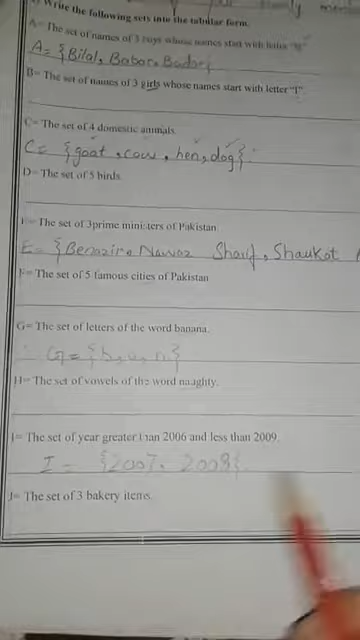 Write the following sets into the tabular form.
A= The set of names of 3 boys whose names start with letter "B"
A= {Bilal, Babar, Badar}
B= The set of names of 3 girls whose names start with letter "I".
C= The set of 4 domestic animals.
C= {goat, cow, hen, dog}
D= The set of 5 birds.
E= The set of 3prime ministers of Pakistan.
E= {Benazir, Nawaz Sharif, Shaukat
F= The set of 5 famous cities of Pakistan
G= The set of letters of the word banana.
G= {b, a, n}
H= The set of vowels of the word naughty.
I= The set of year greater than 2006 and less than 2009.
I = {2007, 2008}
J= The set of 3 bakery items.